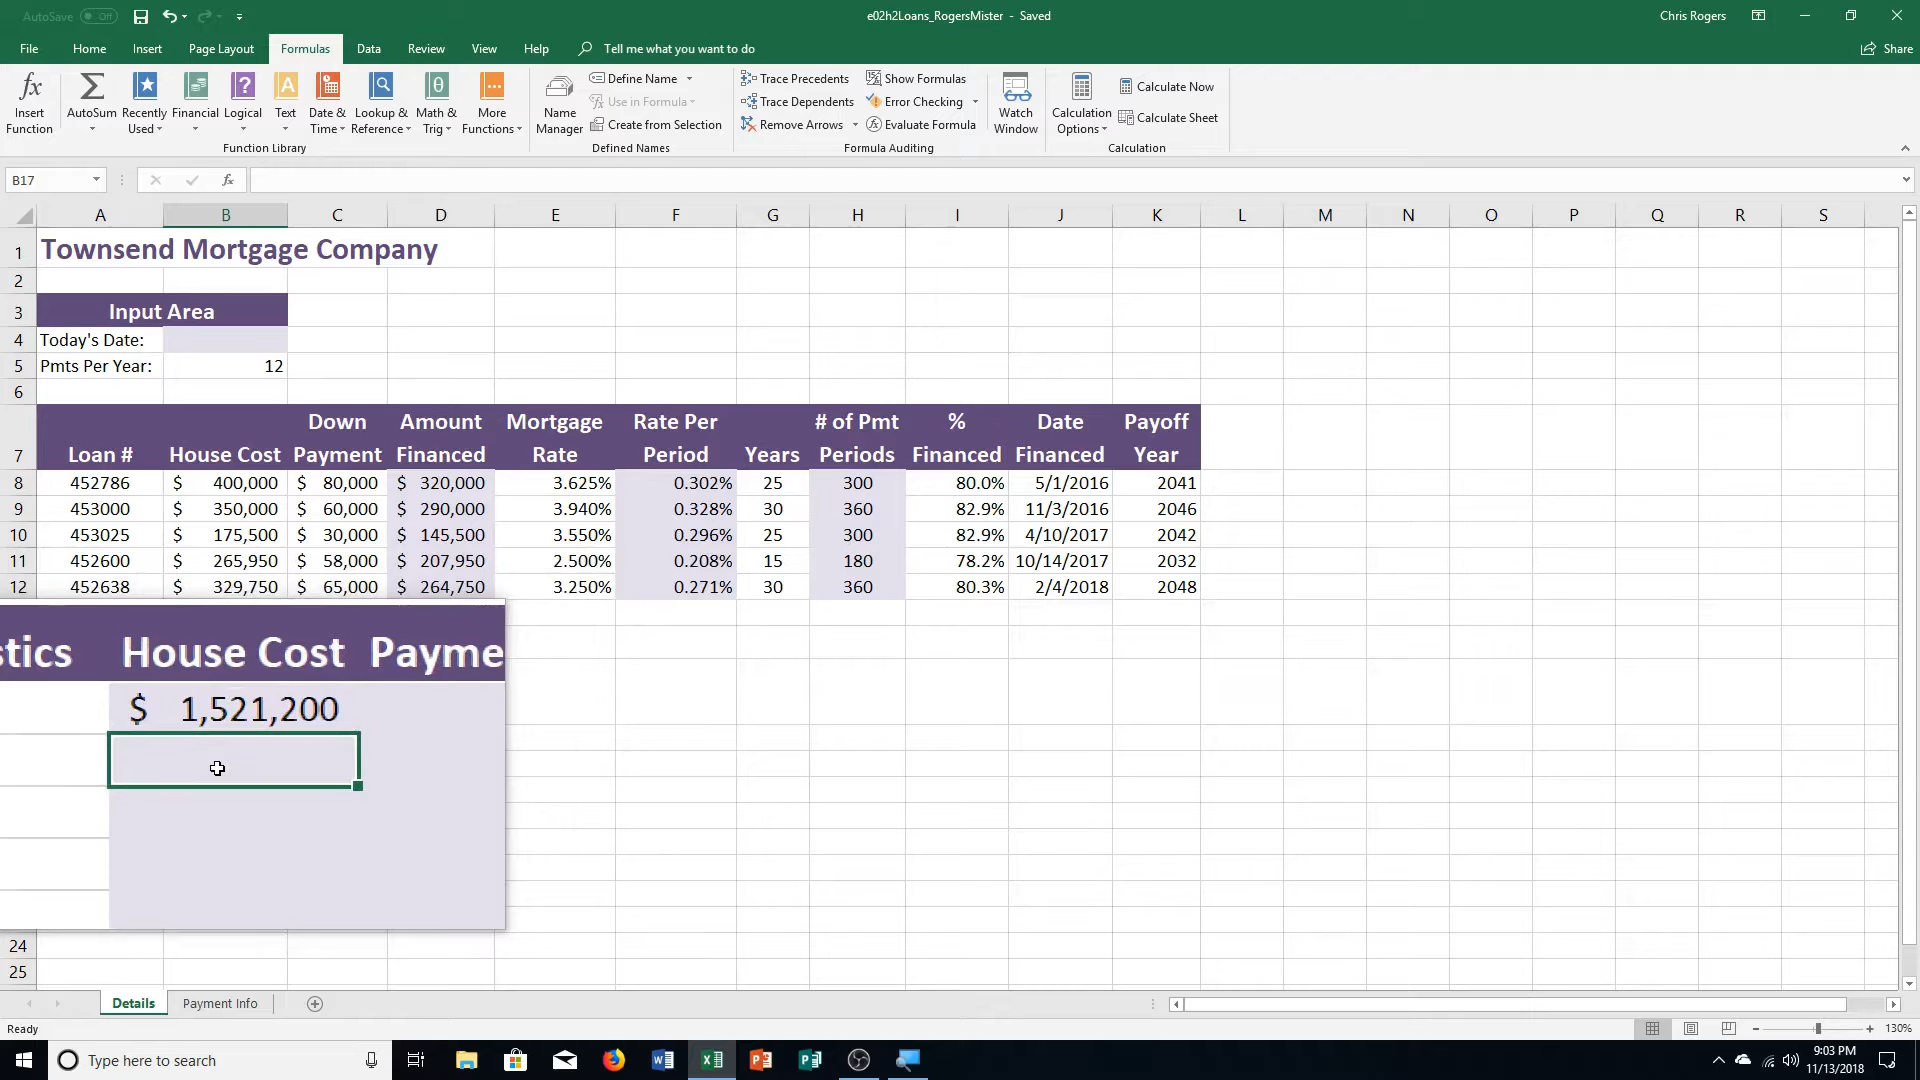 AutoSave Off
e02h2Loans_RogersMister - Saved
Chris Rogers
File Home Insert Page Layout Formulas Data Review View Help Tell me what you want to do
Share
Insert Function
AutoSum
Recently Used
Financial
Logical
Text
Date & Time
Lookup & Reference
Math & Trig
More Functions
Function Library
Name Manager
Define Name
Use in Formula
Create from Selection
Defined Names
Trace Precedents
Trace Dependents
Remove Arrows
Show Formulas
Error Checking
Evaluate Formula
Formula Auditing
Watch Window
Calculation Options
Calculate Now
Calculate Sheet
Calculation
B17
fx
A B C D E F G H I J K L M N O P Q R S
1 Townsend Mortgage Company
2
3 Input Area
4 Today's Date:
5 Pmts Per Year: 12
6
Down Amount Mortgage Rate Per # of Pmt % Date Payoff
7 Loan # House Cost Payment Financed Rate Period Years Periods Financed Financed Year
8 452786 $ 400,000 $ 80,000 $ 320,000 3.625% 0.302% 25 300 80.0% 5/1/2016 2041
9 453000 $ 350,000 $ 60,000 $ 290,000 3.940% 0.328% 30 360 82.9% 11/3/2016 2046
10 453025 $ 175,500 $ 30,000 $ 145,500 3.550% 0.296% 25 300 82.9% 4/10/2017 2042
11 452600 $ 265,950 $ 58,000 $ 207,950 2.500% 0.208% 15 180 78.2% 10/14/2017 2032
12 452638 $ 329,750 $ 65,000 $ 264,750 3.250% 0.271% 30 360 80.3% 2/4/2018 2048
stics House Cost Payme
$ 1,521,200
24
25
Details Payment Info
Ready
130%
Type here to search
9:03 PM
11/13/2018